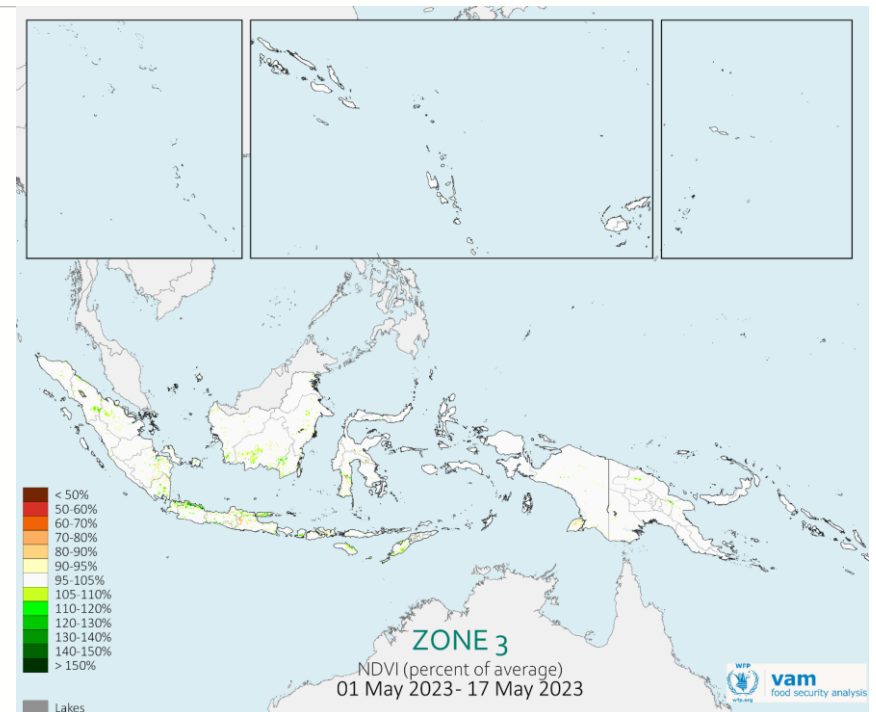 < 50%
50-60%
60-70%
70-80%
80-90%
90-95%
95-105%
105-110%
110-120%
120-130%
130-140%
140-150%
> 150%
Lakes
ZONE 3
NDVI (percent of average)
01 May 2023- 17 May 2023
WFP
wfp.org
vam
food security analysis